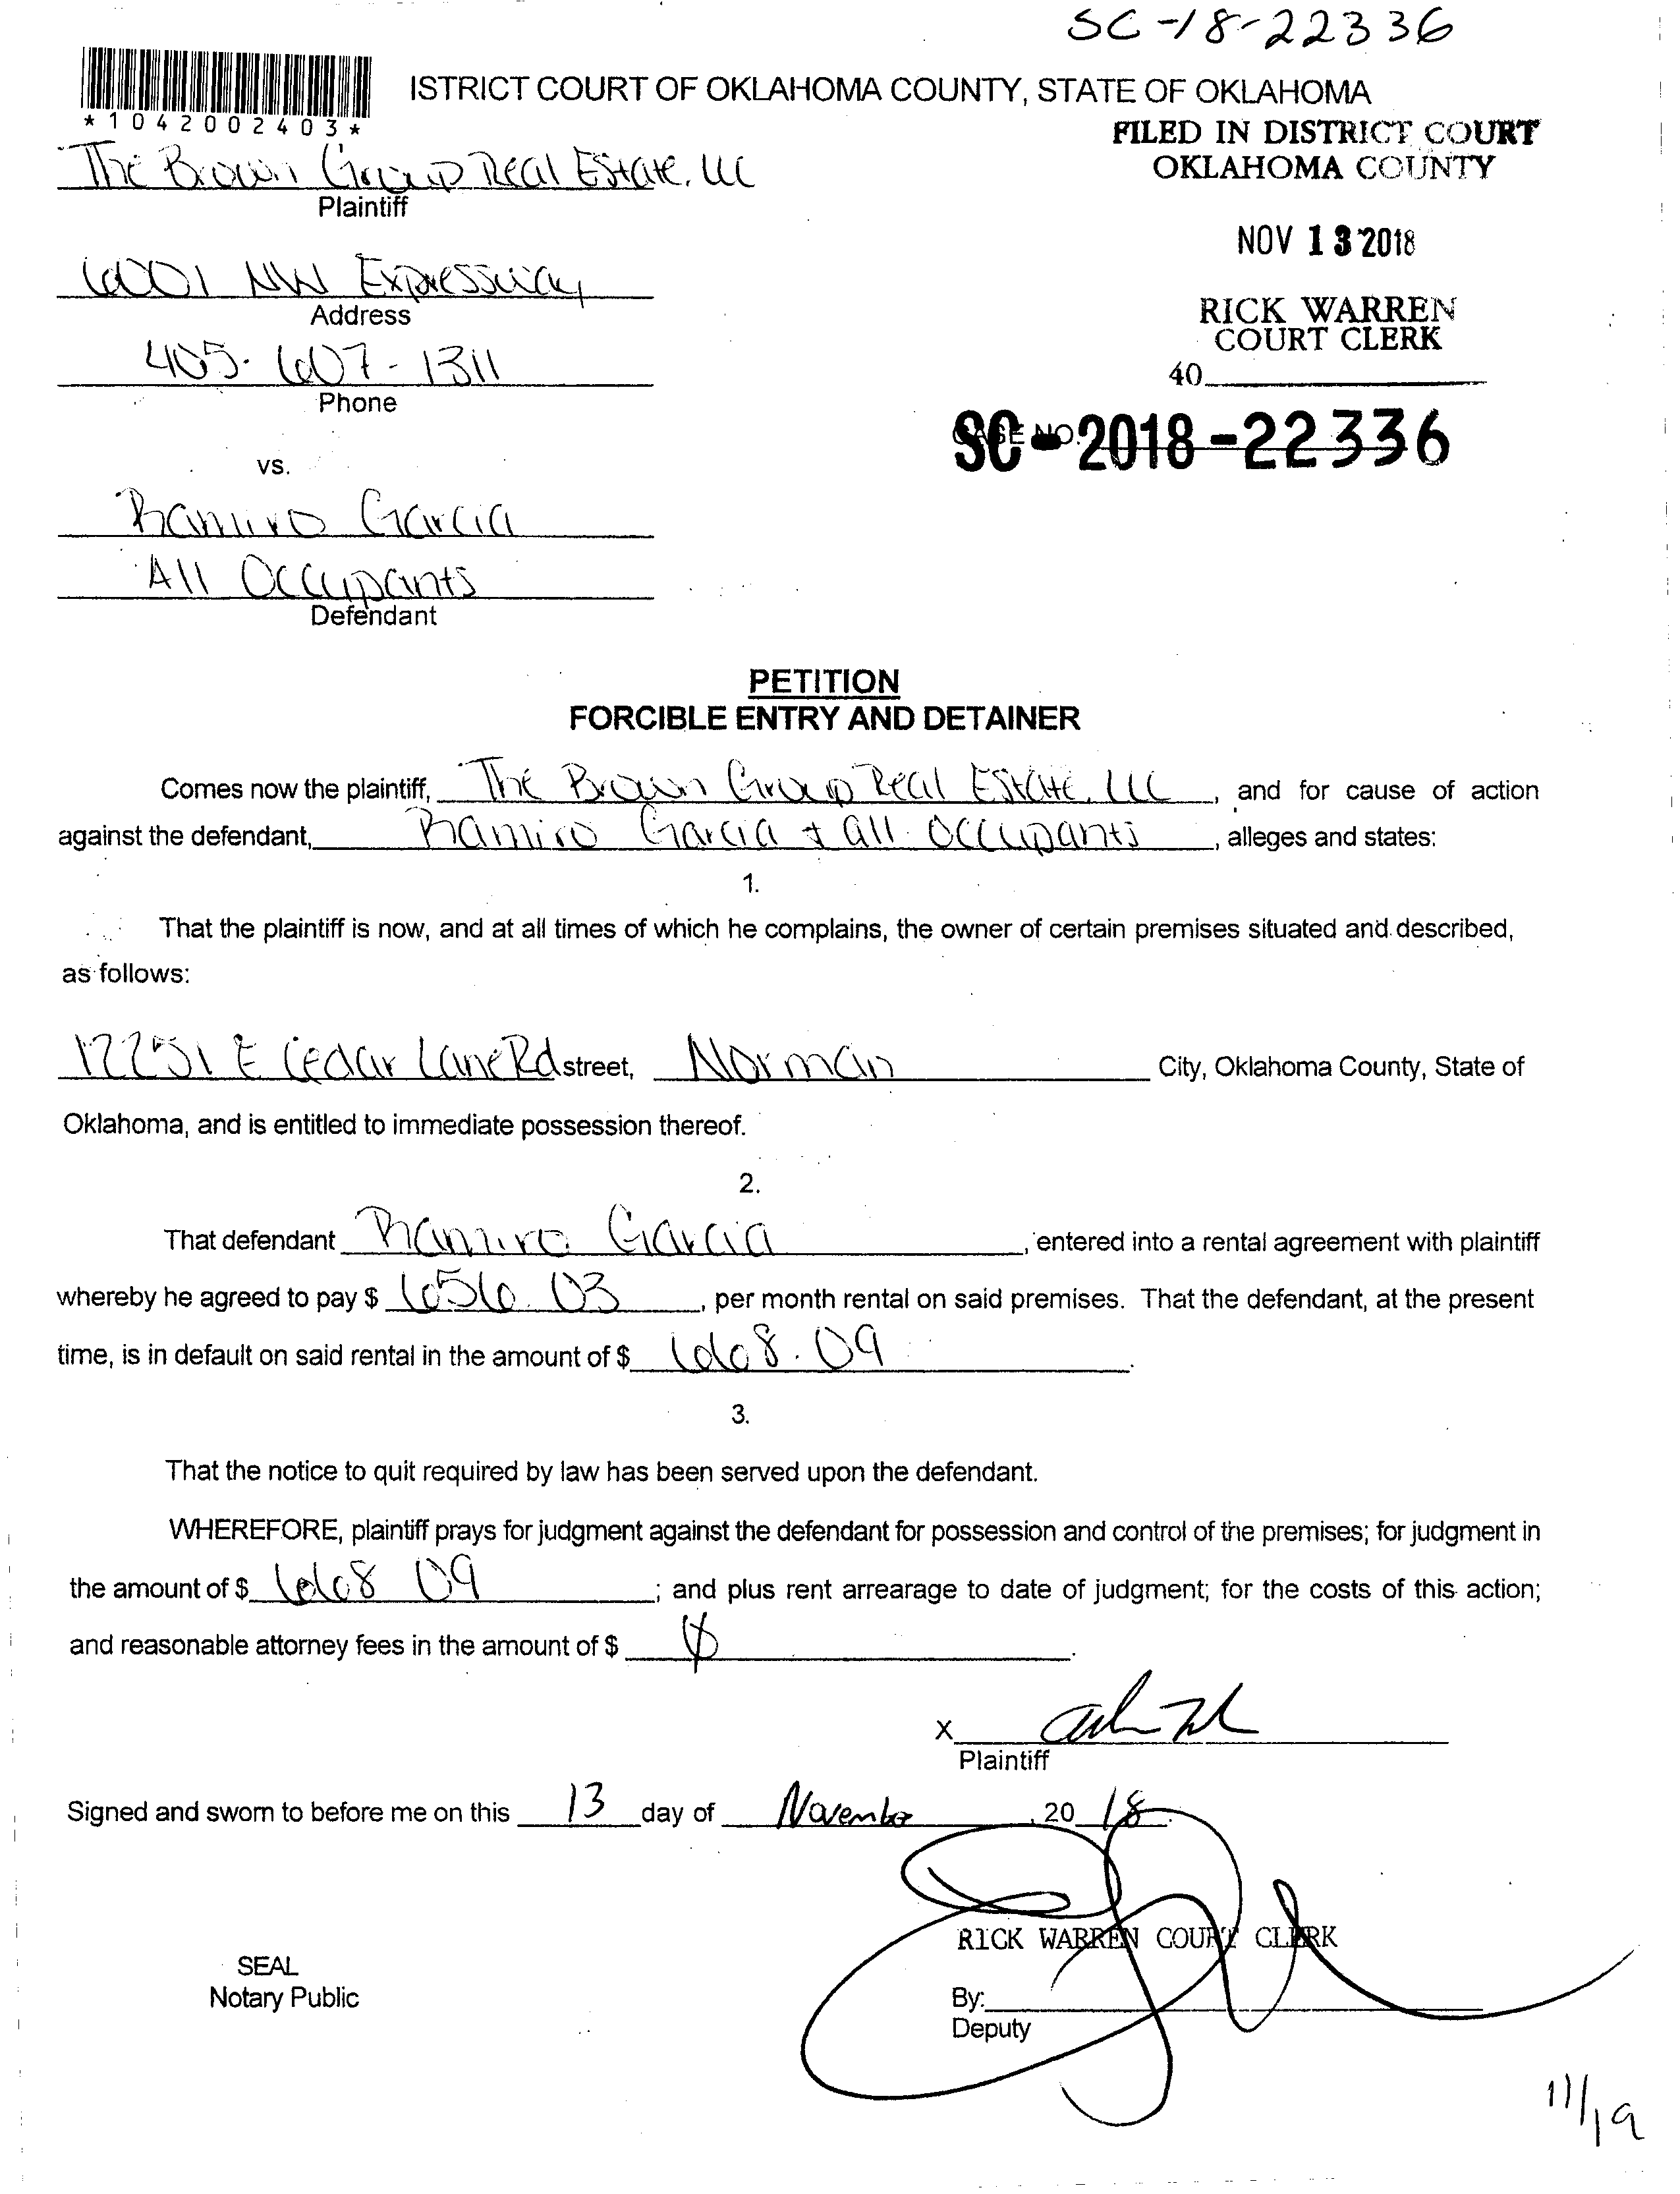 SC-18-22336
ISTRICT COURT OF OKLAHOMA COUNTY, STATE OF OKLAHOMA
*1042002403*
FILED IN DISTRICT COURT
OKLAHOMA COUNTY
The Brown Group Real Estate, LLC
Plaintiff
NOV 13 2018
6001 NW Expressway
Address
RICK WARREN
COURT CLERK
405-607-1311
40
Phone
CASE NO.
SC-2018-22336
vs.
Ramiro Garcia
All Occupants
Defendant
PETITION
FORCIBLE ENTRY AND DETAINER
Comes now the plaintiff, The Brown Group Real Estate, LLC, and for cause of action
against the defendant, Ramiro Garcia + all occupants, alleges and states:
1.
That the plaintiff is now, and at all times of which he complains, the owner of certain premises situated and described,
as follows:
12251 E Cedar Lane Rd street, Norman City, Oklahoma County, State of
Oklahoma, and is entitled to immediate possession thereof.
2.
That defendant Ramiro Garcia, entered into a rental agreement with plaintiff
whereby he agreed to pay $ 656.03, per month rental on said premises. That the defendant, at the present
time, is in default on said rental in the amount of $ 668.09.
3.
That the notice to quit required by law has been served upon the defendant.
WHEREFORE, plaintiff prays for judgment against the defendant for possession and control of the premises; for judgment in
the amount of $ 668 09; and plus rent arrearage to date of judgment; for the costs of this action;
and reasonable attorney fees in the amount of $
X
Plaintiff
Signed and sworn to before me on this 13 day of November, 20 18.
RICK WARREN COURT CLERK
SEAL
Notary Public
By:
Deputy
11/19